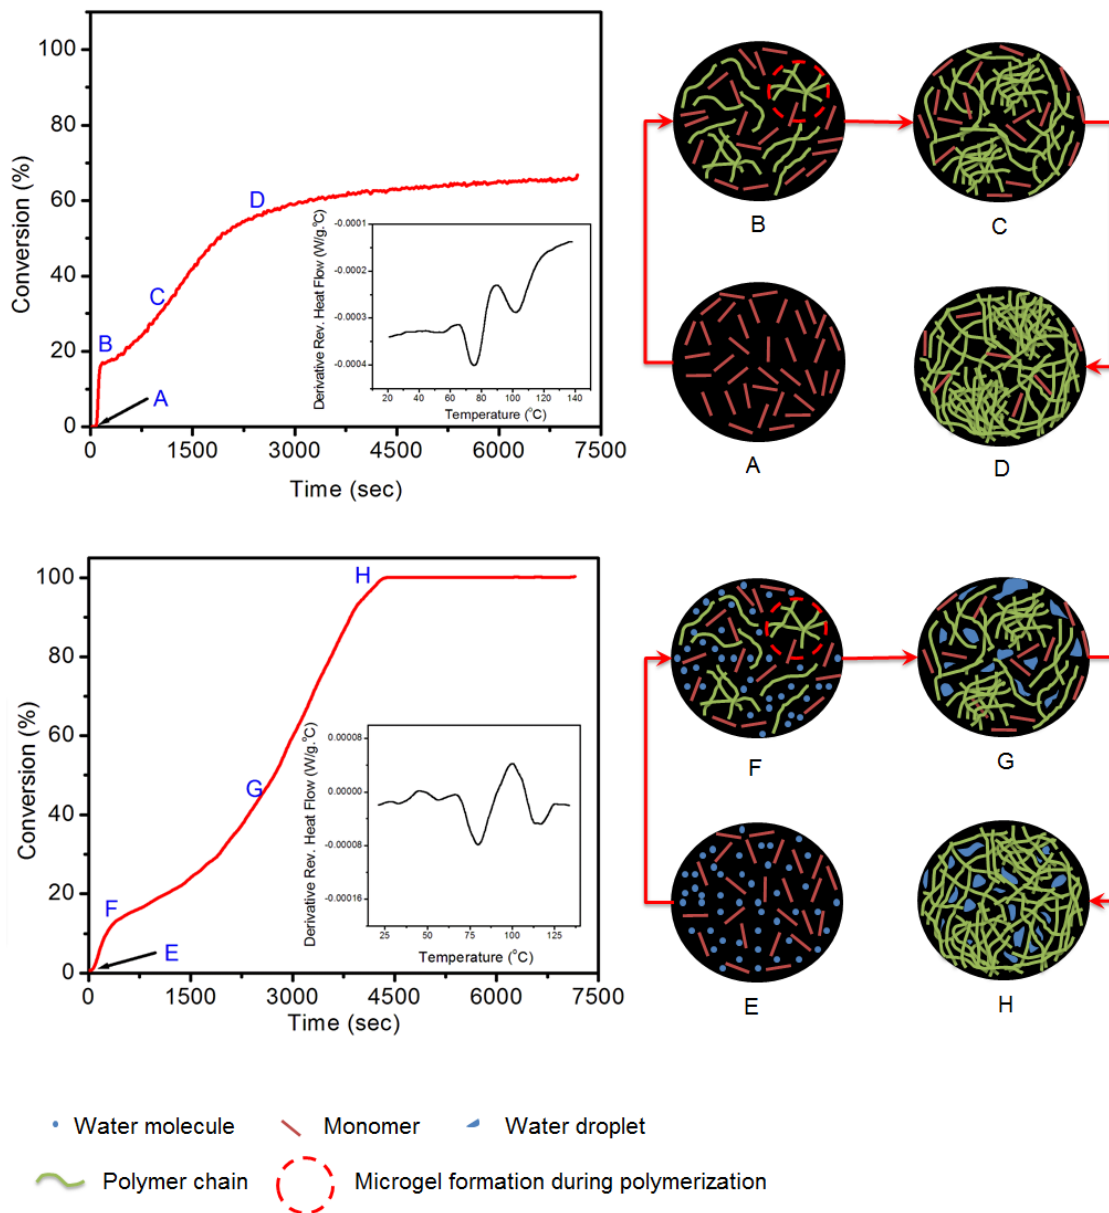 100
80
60
40
20
0
Conversion (%)
0
1500
3000
4500
6000
7500
Time (sec)
A
B
C
D
-0.0001
-0.0002
-0.0003
-0.0004
Derivative Rev. Heat Flow (W/g.°C)
20 40 60 80 100 120 140
Temperature (°C)
B
C
A
D
100
80
60
40
20
0
Conversion (%)
0
1500
3000
4500
6000
7500
Time (sec)
E
F
G
H
0.00008
0.00000
-0.00008
-0.00016
Derivative Rev. Heat Flow (W/g.°C)
25 50 75 100 125
Temperature (°C)
F
G
E
H
Water molecule
Monomer
Water droplet
Polymer chain
Microgel formation during polymerization